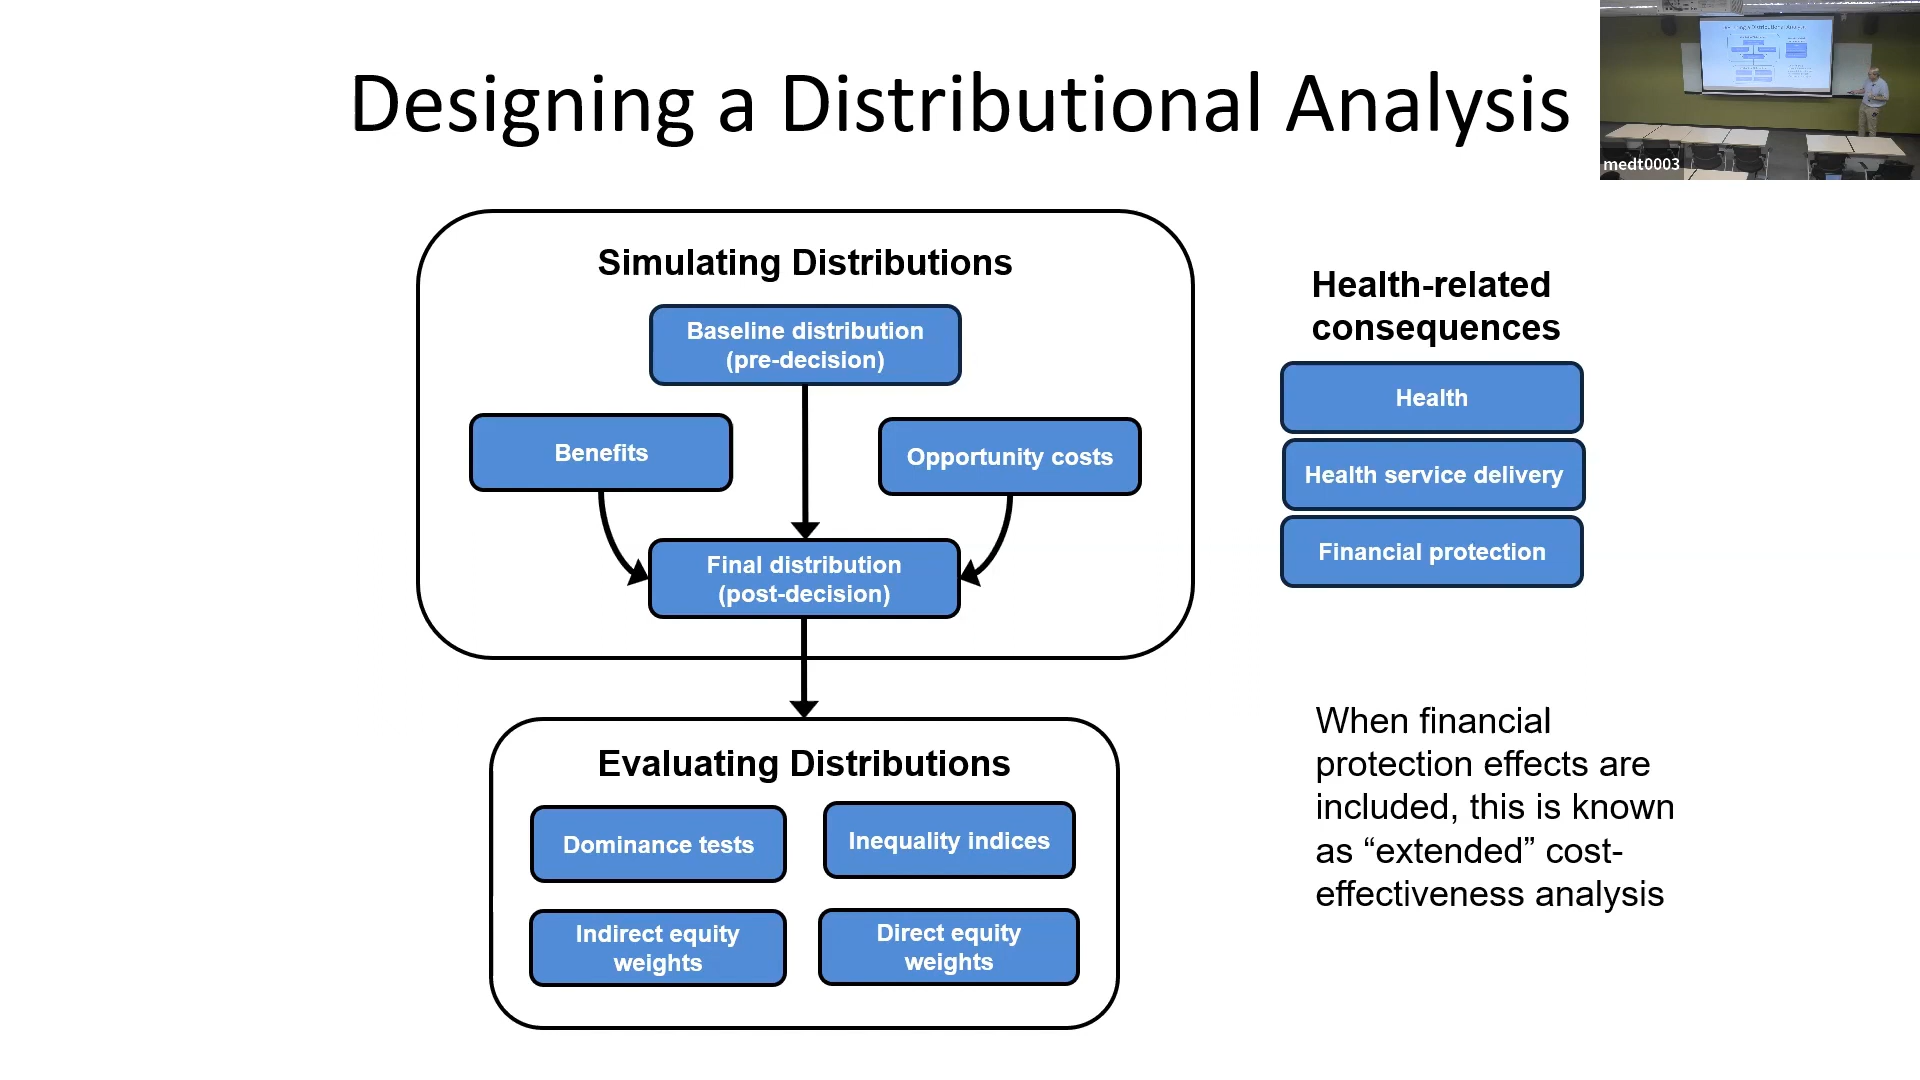 Designing a Distributional Analysis
medt0003
Simulating Distributions
Baseline distribution
(pre-decision)
Benefits
Opportunity costs
Final distribution
(post-decision)
Evaluating Distributions
Dominance tests
Inequality indices
Indirect equity
weights
Direct equity
weights
Health-related
consequences
Health
Health service delivery
Financial protection
When financial
protection effects are
included, this is known
as “extended” cost-
effectiveness analysis